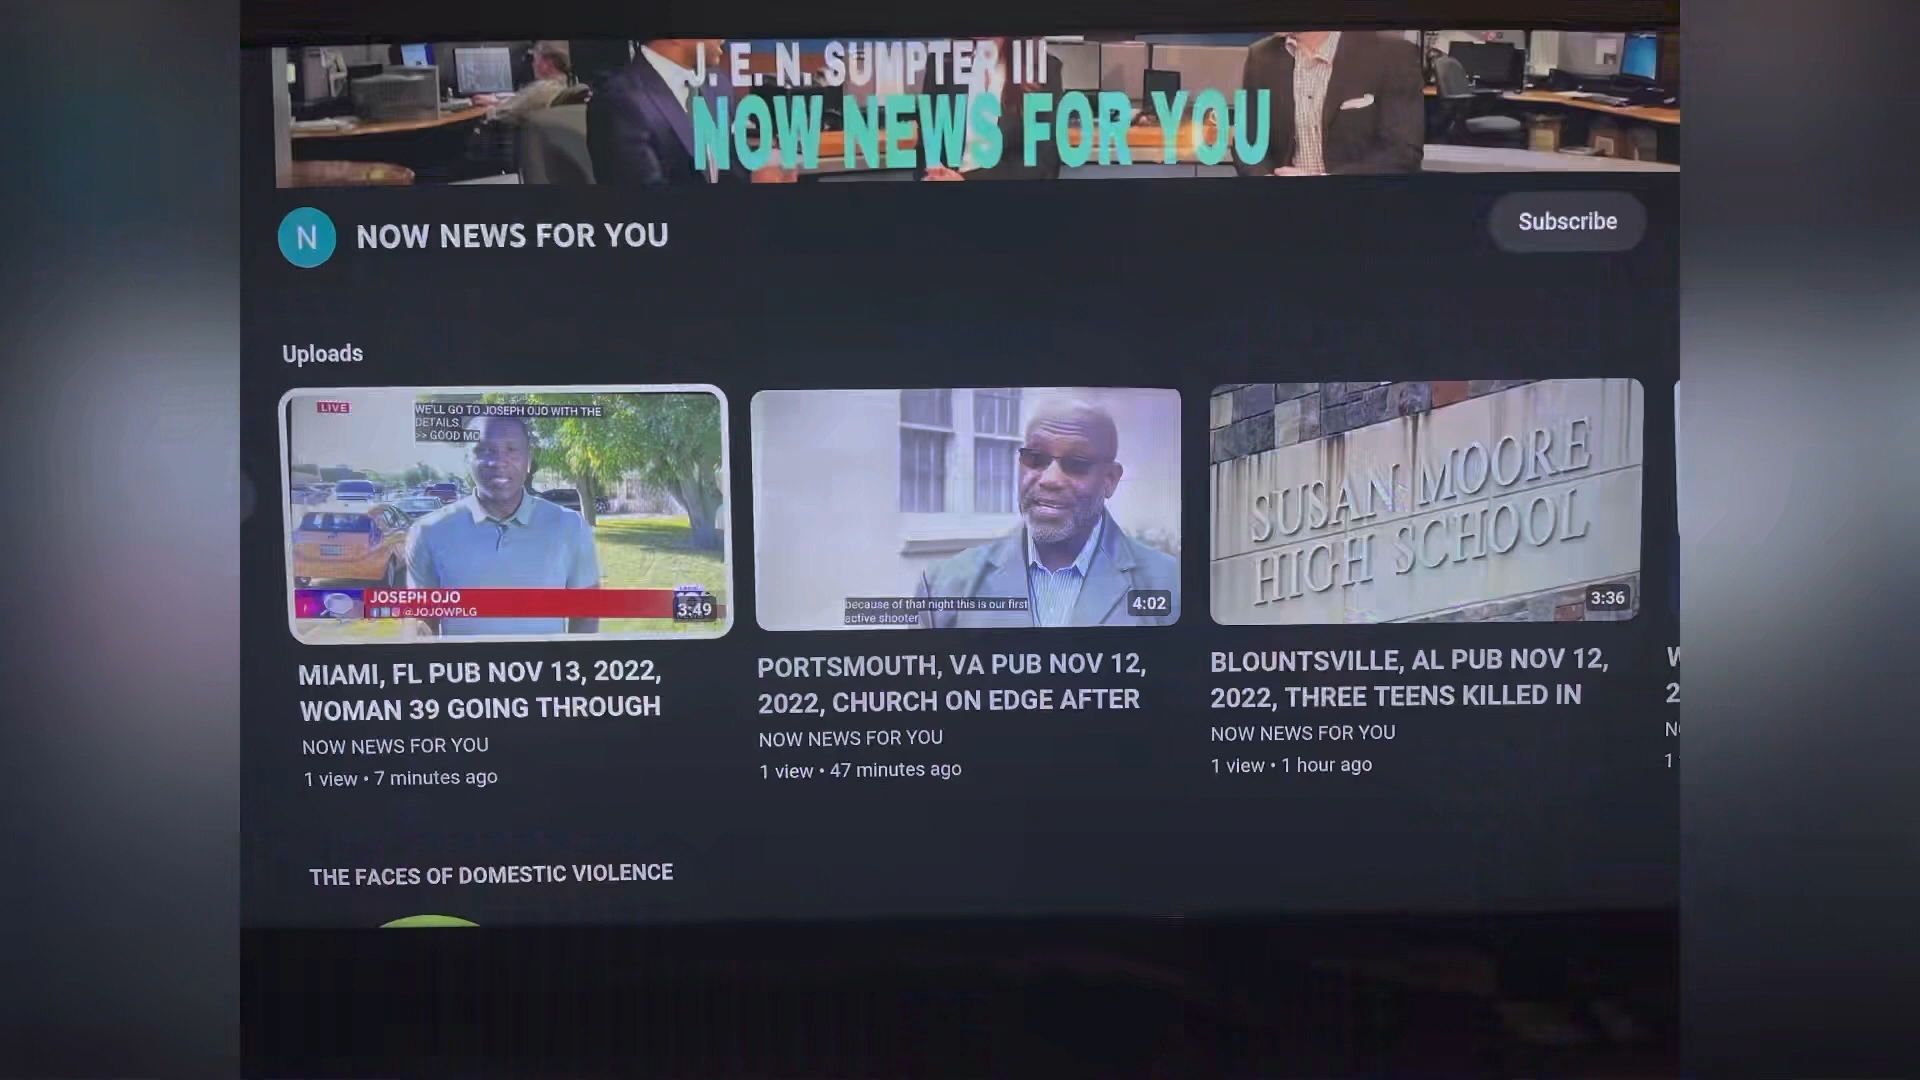 J. E. N. SUMPTER III
NOW NEWS FOR YOU
N
NOW NEWS FOR YOU
Subscribe
Uploads
LIVE
WE'LL GO TO JOSEPH OJO WITH THE
DETAILS.
>> GOOD MO
JOSEPH OJO
@JOJOWPLG
3:49
because of that night this is our first
active shooter
4:02
SUSAN MOORE
HIGH SCHOOL
3:36
MIAMI, FL PUB NOV 13, 2022,
WOMAN 39 GOING THROUGH
NOW NEWS FOR YOU
1 view • 7 minutes ago
PORTSMOUTH, VA PUB NOV 12,
2022, CHURCH ON EDGE AFTER
NOW NEWS FOR YOU
1 view • 47 minutes ago
BLOUNTSVILLE, AL PUB NOV 12,
2022, THREE TEENS KILLED IN
NOW NEWS FOR YOU
1 view • 1 hour ago
THE FACES OF DOMESTIC VIOLENCE